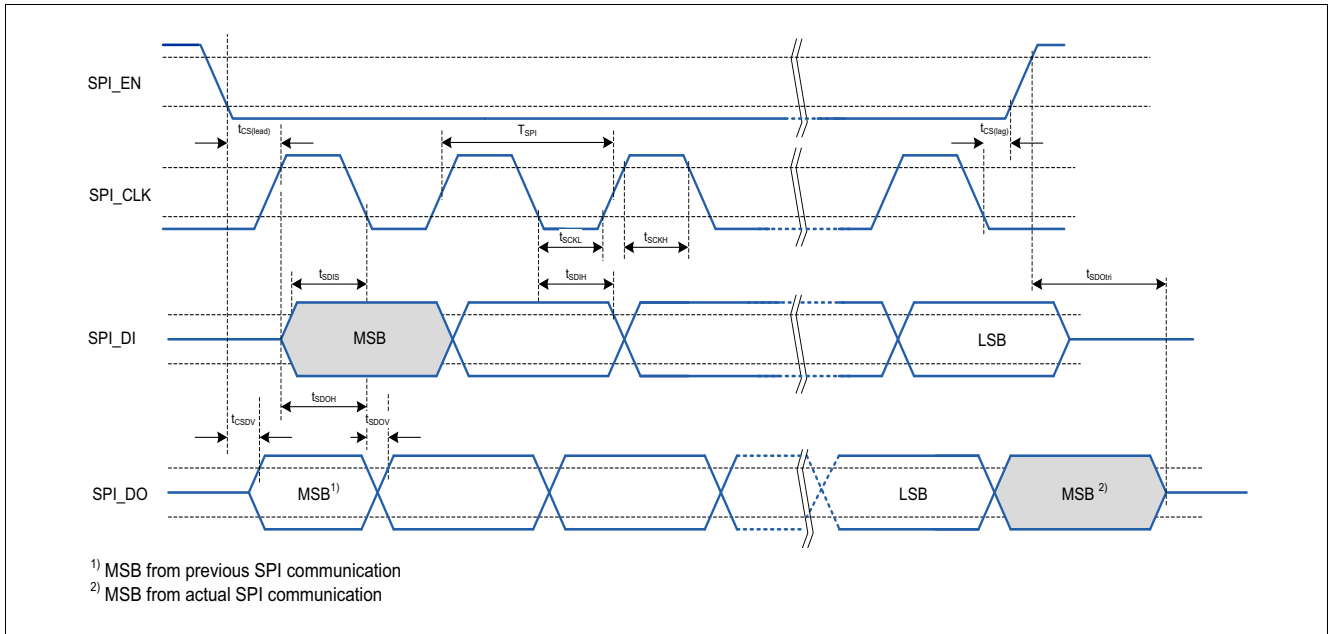 SPI_EN
tCS(lead)
TSPI
tCS(lag)
SPI_CLK
tSCKL
tSCKH
tSDIS
tSDIH
tSDOtri
SPI_DI
MSB
LSB
tSDOH
tCSDV
tSDOV
SPI_DO
MSB1)
LSB
MSB 2)
1) MSB from previous SPI communication
2) MSB from actual SPI communication